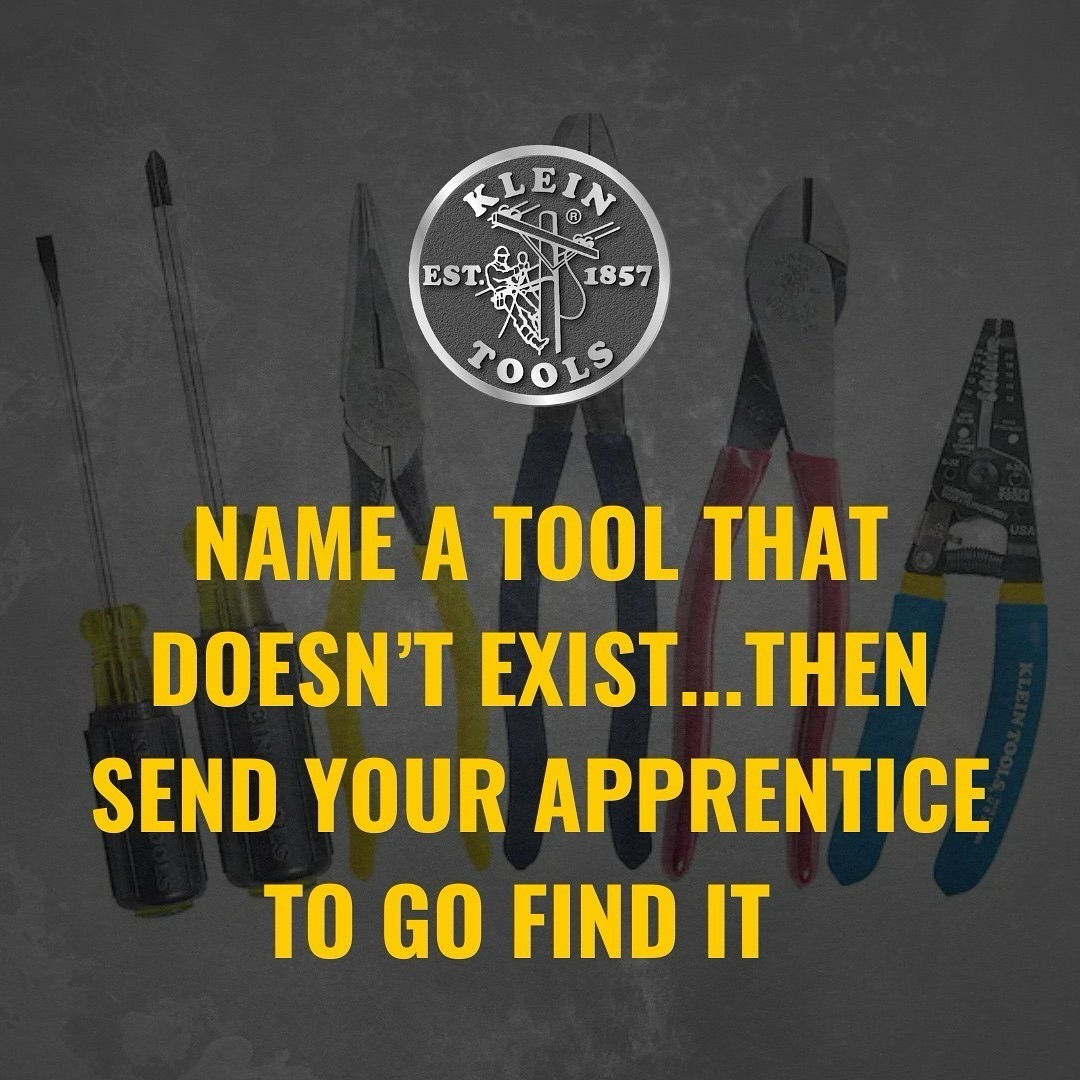 KLEIN
®
EST. 1857
TOOLS
USA
NAME A TOOL THAT
DOESN’T EXIST...THEN
SEND YOUR APPRENTICE
TO GO FIND IT
KLEIN TOOLS